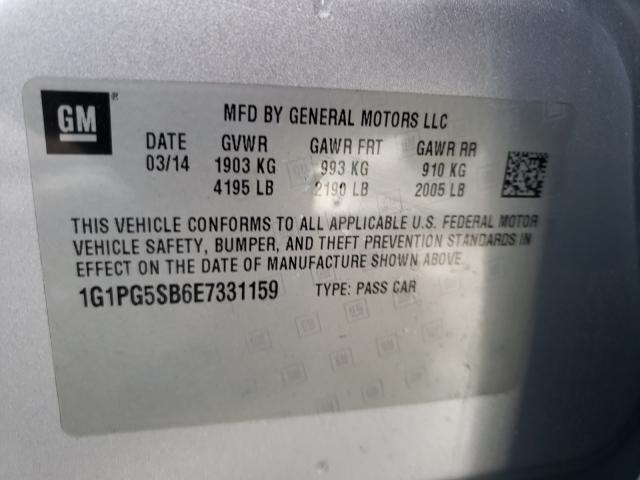 GM®
MFD BY GENERAL MOTORS LLC
DATE GVWR GAWR FRT GAWR RR
03/14 1903 KG 993 KG 910 KG
4195 LB 2190 LB 2005 LB
THIS VEHICLE CONFORMS TO ALL APPLICABLE U.S. FEDERAL MOTOR
VEHICLE SAFETY, BUMPER, AND THEFT PREVENTION STANDARDS IN
EFFECT ON THE DATE OF MANUFACTURE SHOWN ABOVE.
1G1PG5SB6E7331159 TYPE: PASS CAR